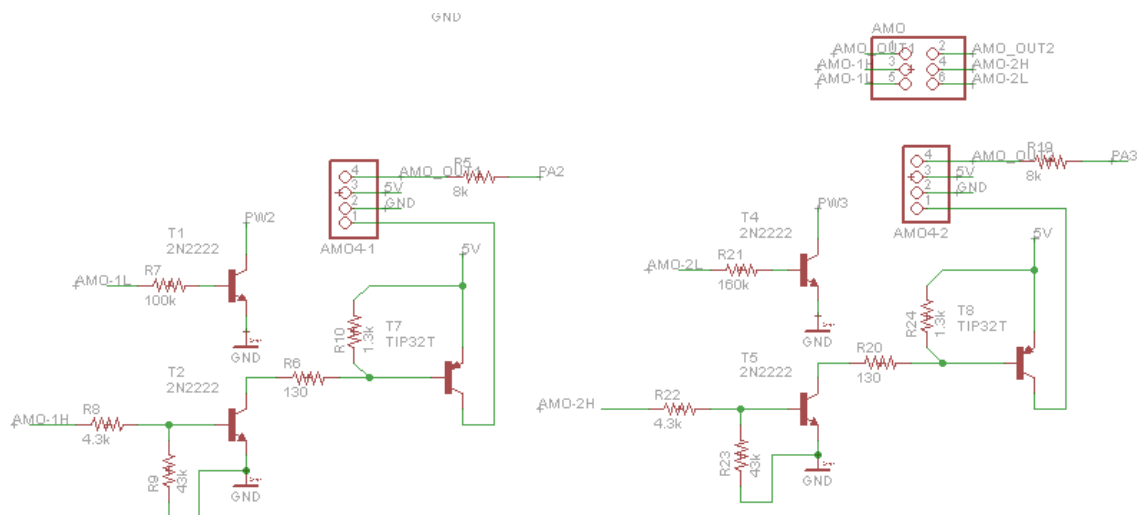 GND
AMO
1 2
AMO_OUT1 AMO_OUT2
AMO-1H 3 4 AMO-2H
AMO-1L 5 6 AMO-2L
4 AMO_OUT1 R5 PA2
3 5V 8k
2 GND
1
AMO4-1
PW2
T1
2N2222
R7
AMO-1L
100k
GND
5V
R10
1.3k
T7
TIP32T
R6
130
T2
2N2222
R8
AMO-1H
4.3k
R9
43k
GND
4 R19 PA3
3 5V 8k
2 GND
1
AMO4-2
PW3
T4
2N2222
R21
AMO-2L
160k
GND
5V
R24
1.3k
T8
TIP32T
R20
130
T5
2N2222
R22
AMO-2H
4.3k
R23
43k
GND